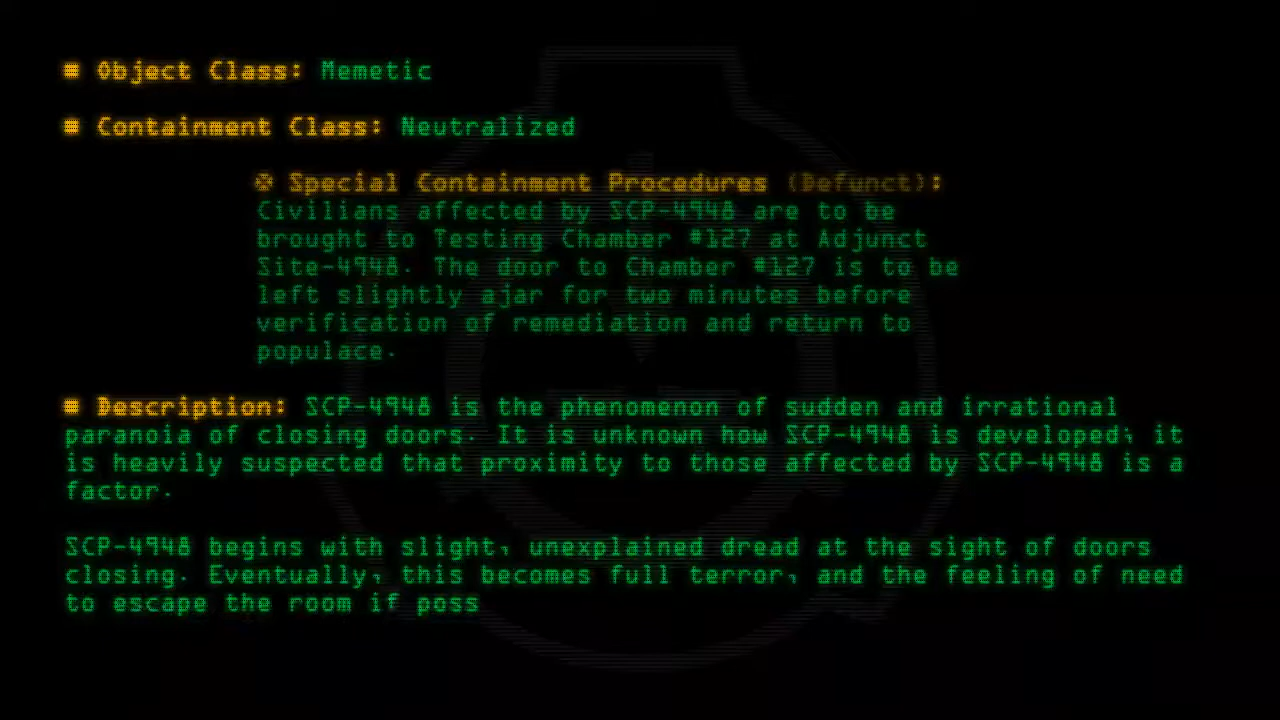 ■ Object Class: Memetic
■ Containment Class: Neutralized
Special Containment Procedures (Defunct):
Civilians affected by SCP-4948 are to be
brought to Testing Chamber #127 at Adjunct
Site-4948. The door to Chamber #127 is to be
left slightly ajar for two minutes before
verification of remediation and return to
populace.
■ Description: SCP-4948 is the phenomenon of sudden and irrational
paranoia of closing doors. It is unknown how SCP-4948 is developed; it
is heavily suspected that proximity to those affected by SCP-4948 is a
factor.
SCP-4948 begins with slight, unexplained dread at the sight of doors
closing. Eventually, this becomes full terror, and the feeling of need
to escape the room if poss